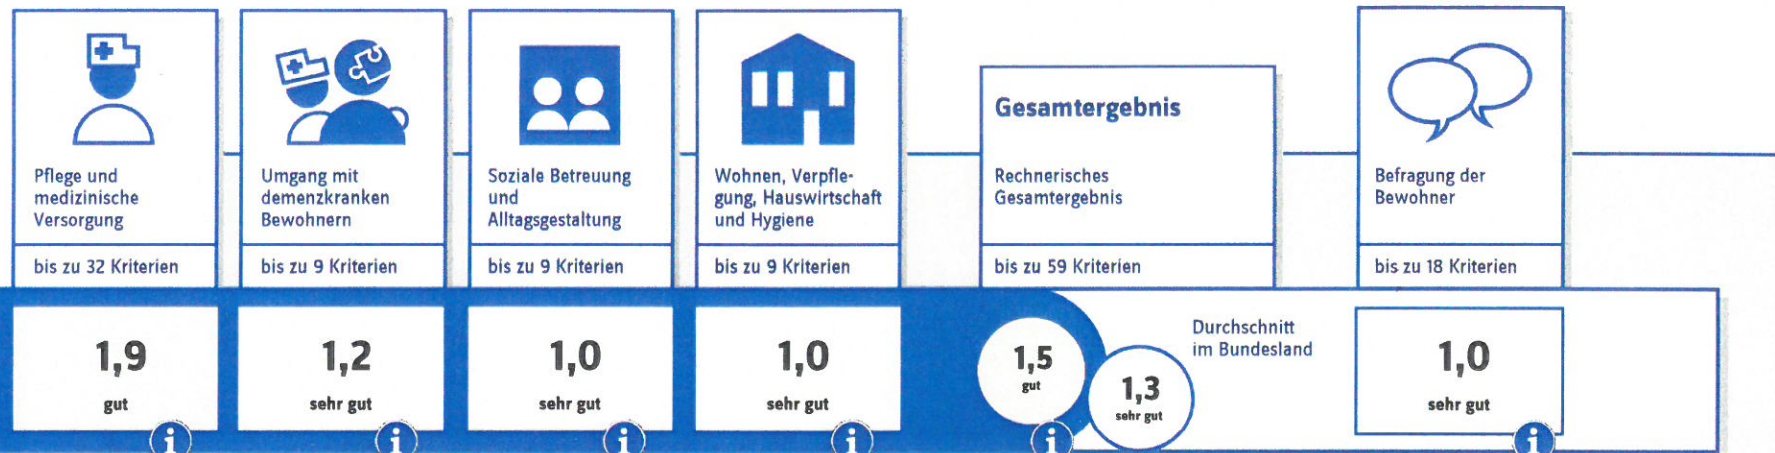 Pflege und
medizinische
Versorgung
bis zu 32 Kriterien
1,9
gut
i
Umgang mit
demenzkranken
Bewohnern
bis zu 9 Kriterien
1,2
sehr gut
i
Soziale Betreuung
und
Alltagsgestaltung
bis zu 9 Kriterien
1,0
sehr gut
i
Wohnen, Verpfle-
gung, Hauswirtschaft
und Hygiene
bis zu 9 Kriterien
1,0
sehr gut
i
Gesamtergebnis
Rechnerisches
Gesamtergebnis
bis zu 59 Kriterien
1,5
gut
i
1,3
sehr gut
Durchschnitt
im Bundesland
Befragung der
Bewohner
bis zu 18 Kriterien
1,0
sehr gut
i